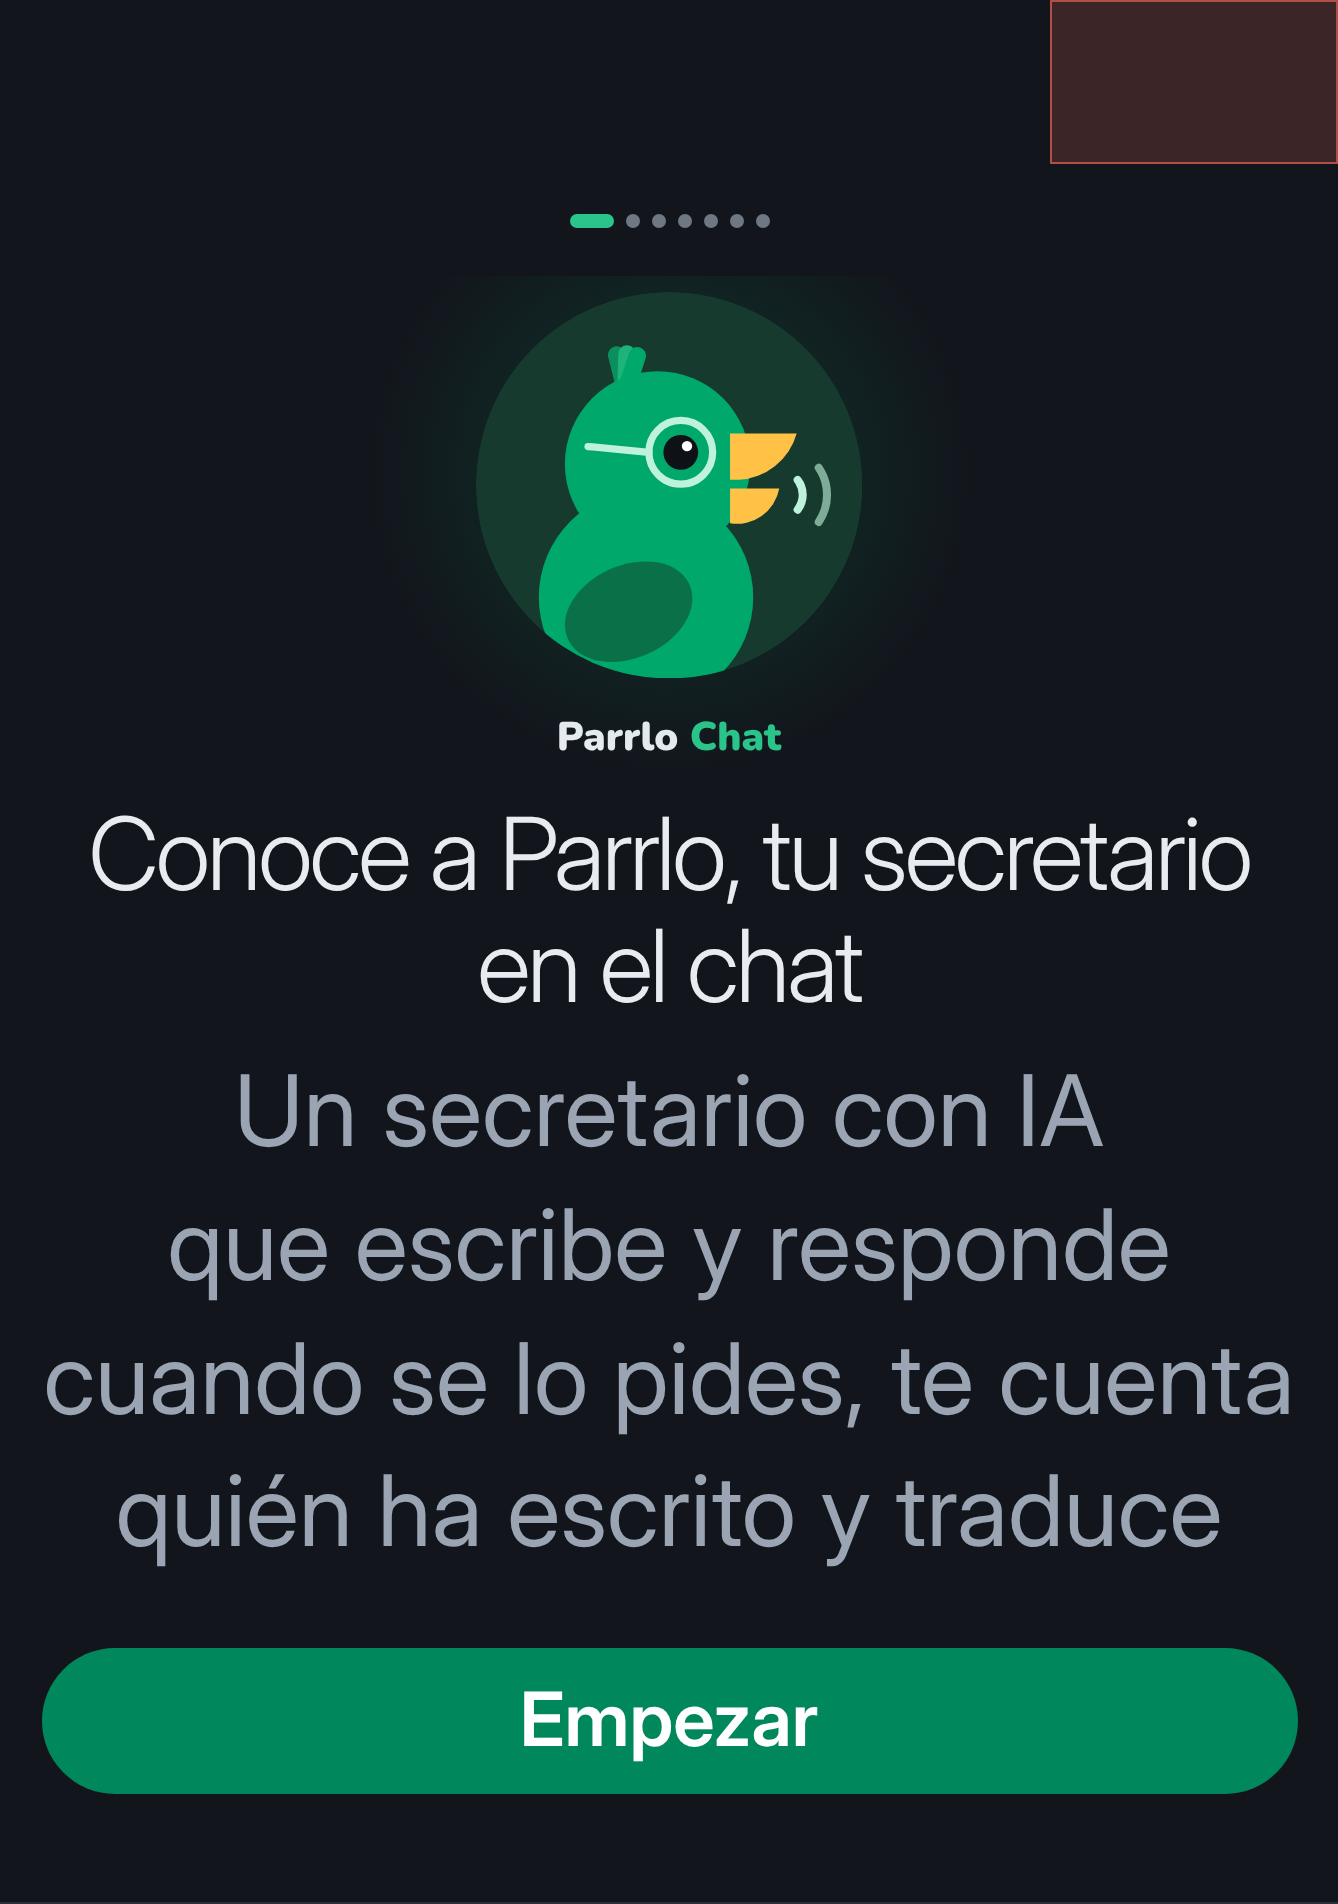 Parrlo Chat
Conoce a Parrlo, tu secretario
en el chat
Un secretario con IA
que escribe y responde
cuando se lo pides, te cuenta
quién ha escrito y traduce
Empezar